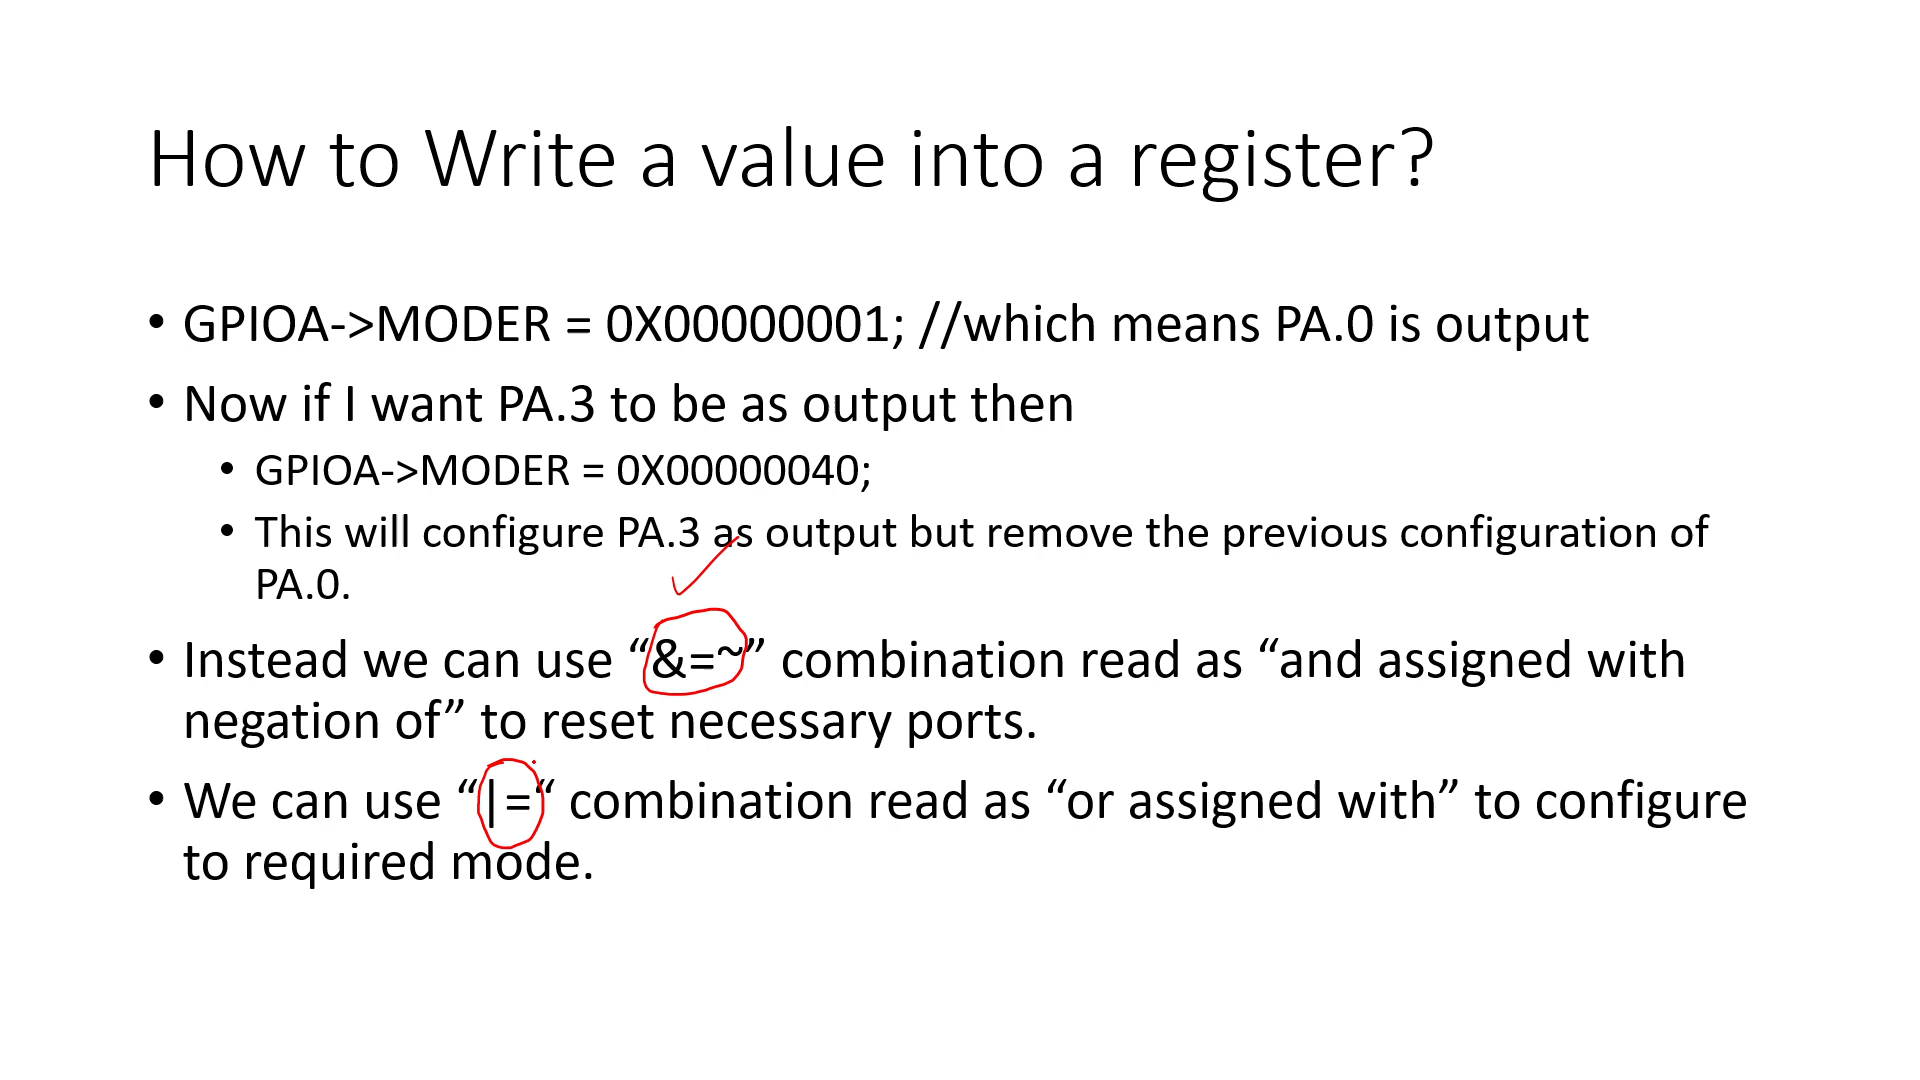 How to Write a value into a register?
• GPIOA->MODER = 0X00000001; //which means PA.0 is output
• Now if I want PA.3 to be as output then
• GPIOA->MODER = 0X00000040;
• This will configure PA.3 as output but remove the previous configuration of
PA.0.
• Instead we can use “&=~” combination read as “and assigned with
negation of” to reset necessary ports.
• We can use “|=“ combination read as “or assigned with” to configure
to required mode.